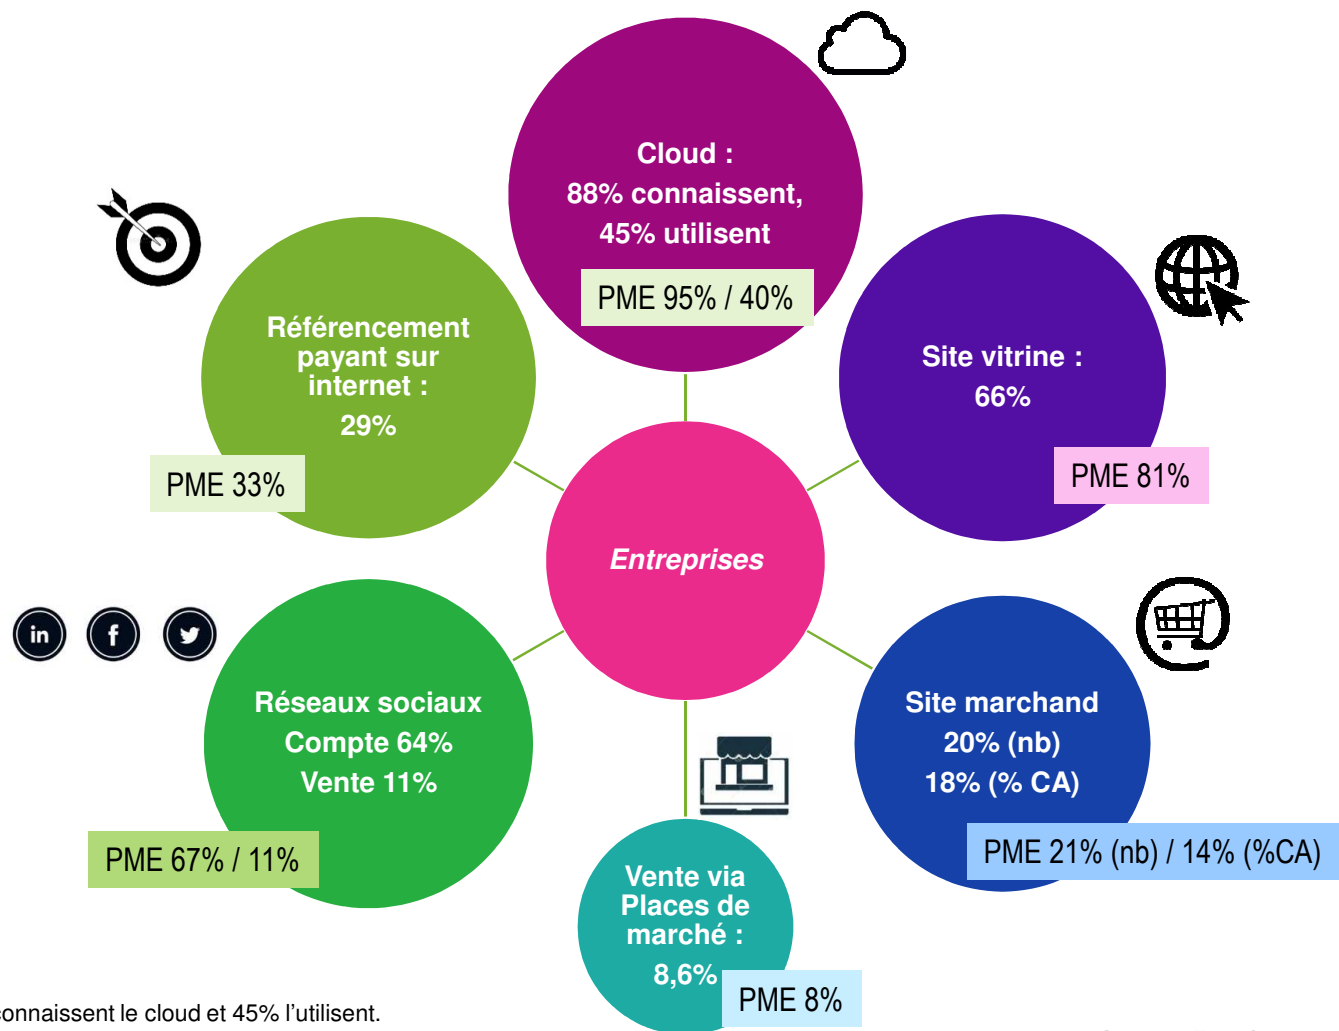 Cloud :
88% connaissent,
45% utilisent
PME 95% / 40%
Référencement
payant sur
internet :
29%
PME 33%
Site vitrine :
66%
PME 81%
Entreprises
Réseaux sociaux
Compte 64%
Vente 11%
PME 67% / 11%
Site marchand
20% (nb)
18% (% CA)
PME 21% (nb) / 14% (%CA)
Vente via
Places de
marché :
8,6%
PME 8%
in
f
connaissent le cloud et 45% l’utilisent.